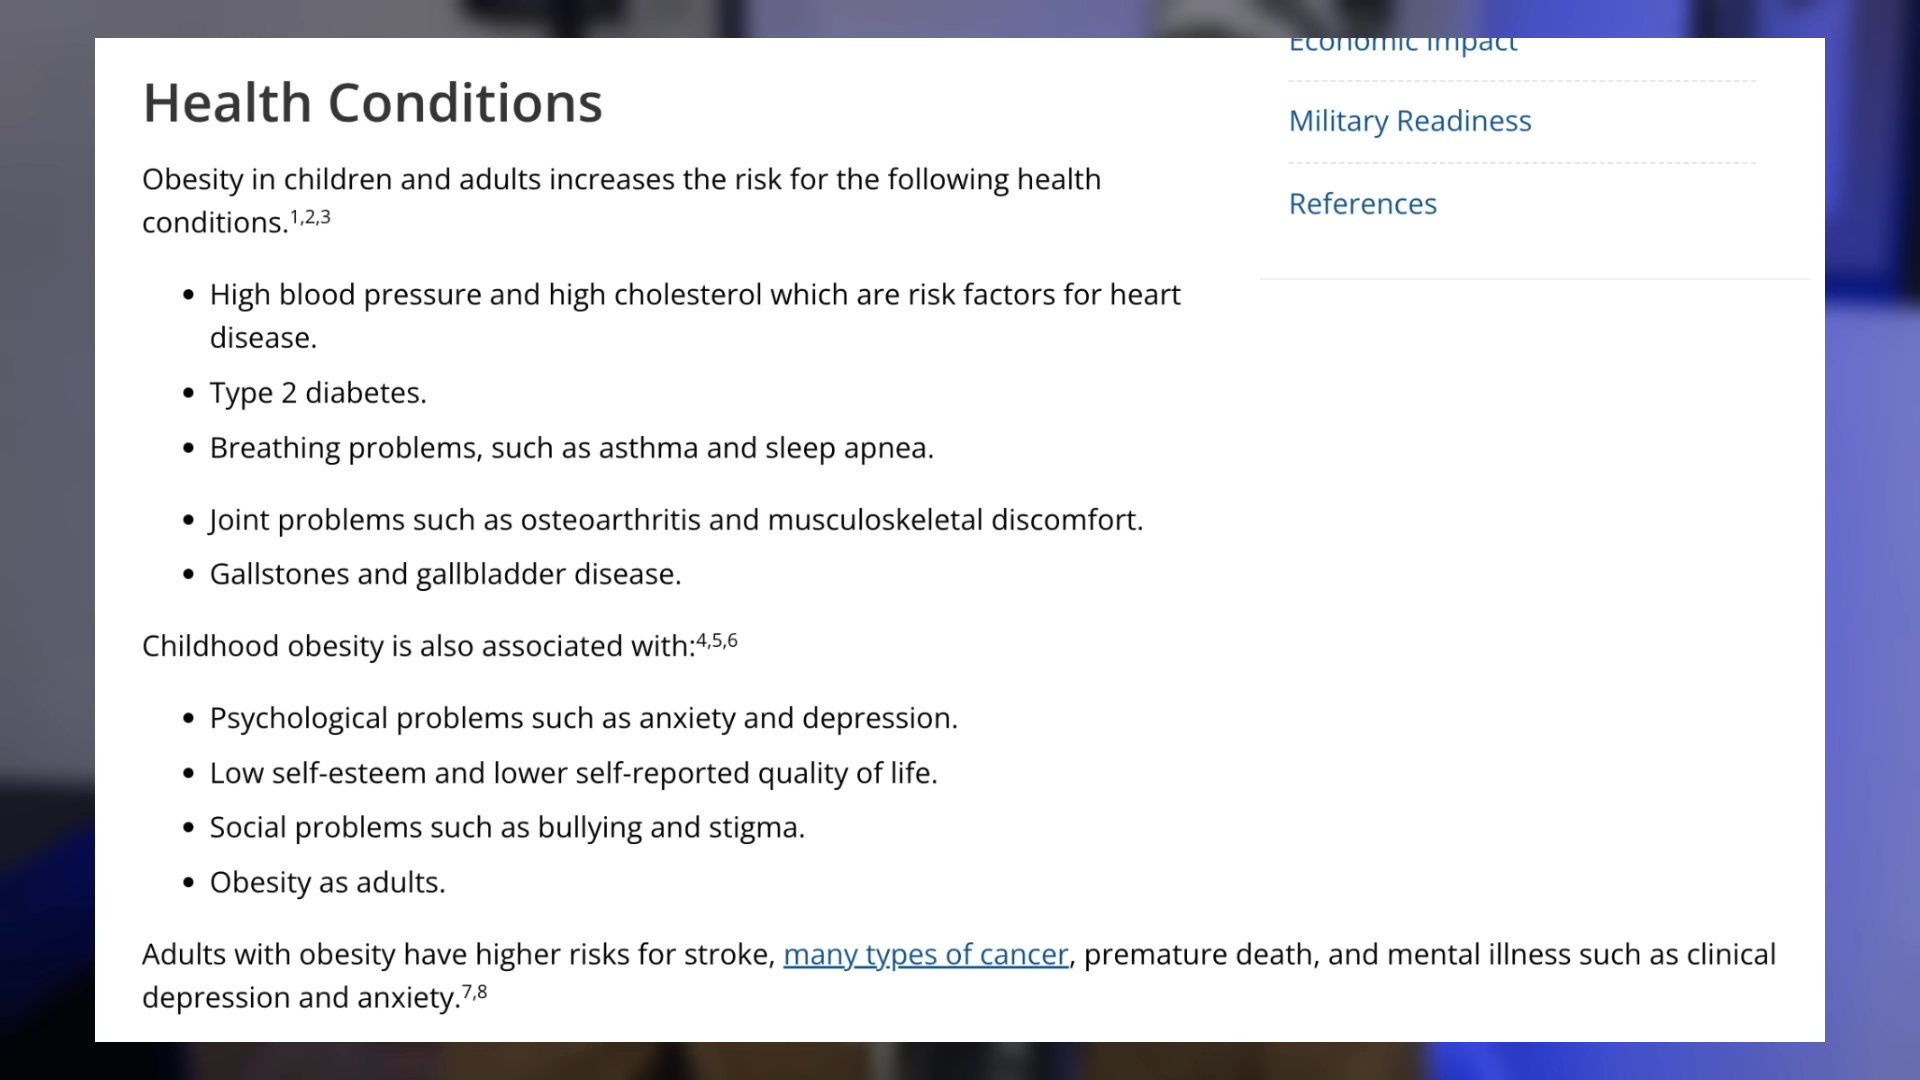 Economic Impact
Health Conditions
Military Readiness
Obesity in children and adults increases the risk for the following health
conditions.1,2,3
References
• High blood pressure and high cholesterol which are risk factors for heart
disease.
• Type 2 diabetes.
• Breathing problems, such as asthma and sleep apnea.
• Joint problems such as osteoarthritis and musculoskeletal discomfort.
• Gallstones and gallbladder disease.
Childhood obesity is also associated with:4,5,6
• Psychological problems such as anxiety and depression.
• Low self-esteem and lower self-reported quality of life.
• Social problems such as bullying and stigma.
• Obesity as adults.
Adults with obesity have higher risks for stroke, many types of cancer, premature death, and mental illness such as clinical
depression and anxiety.7,8